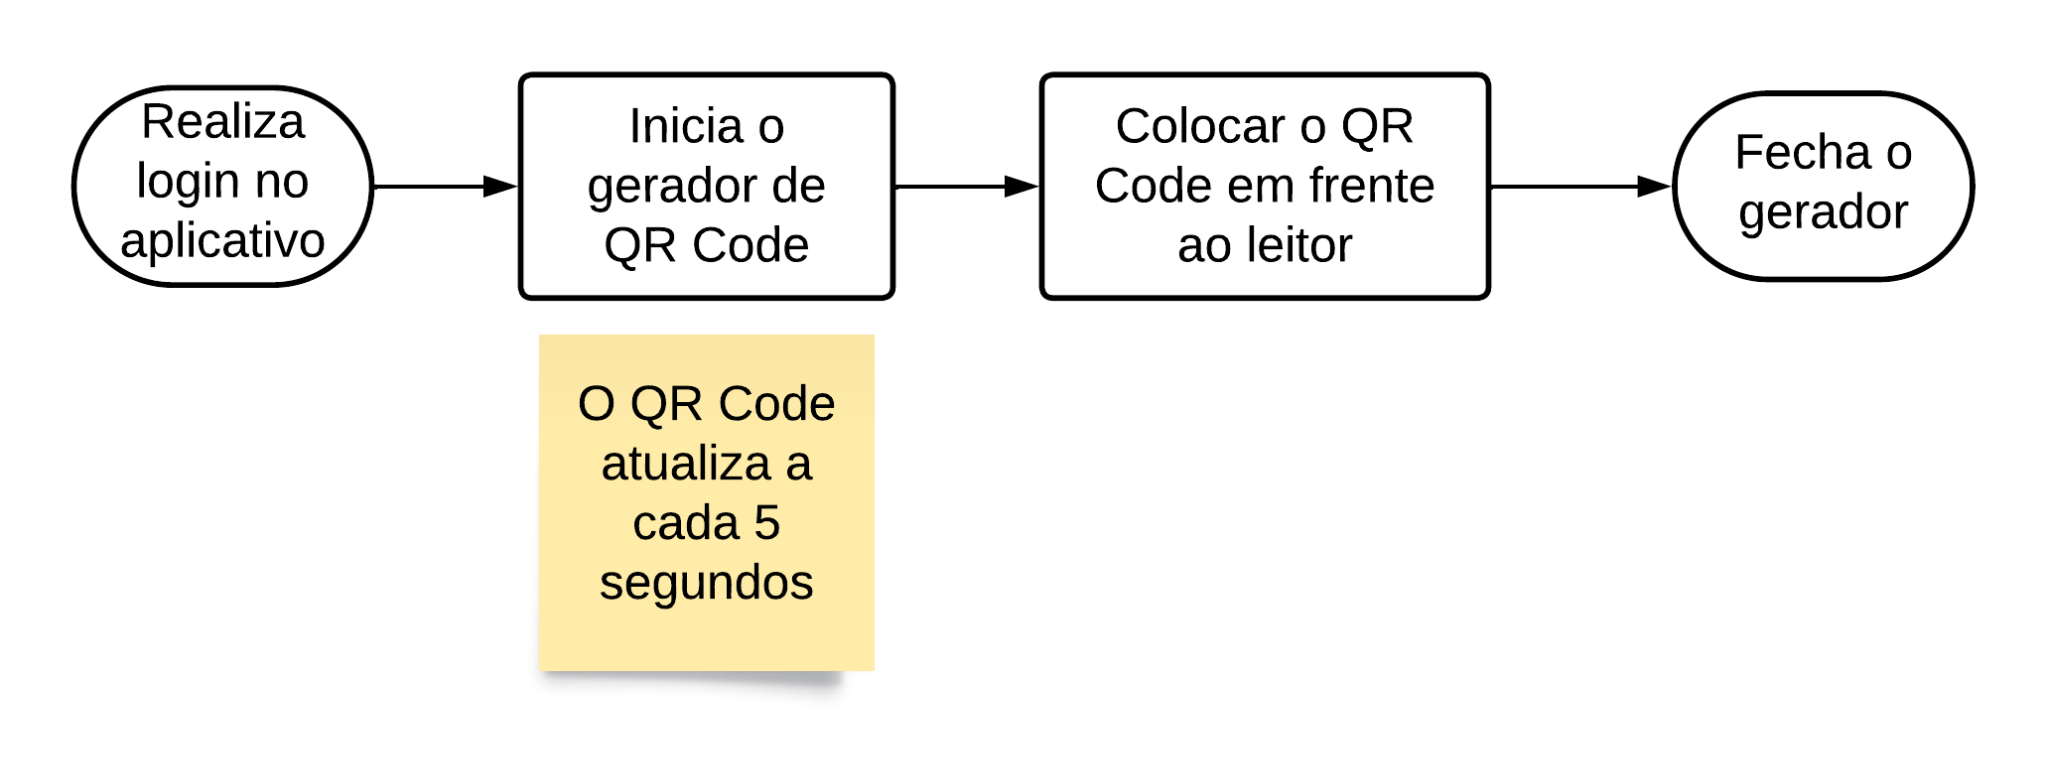 Realiza
login no
aplicativo
Inicia o
gerador de
QR Code
Colocar o QR
Code em frente
ao leitor
Fecha o
gerador
O QR Code
atualiza a
cada 5
segundos